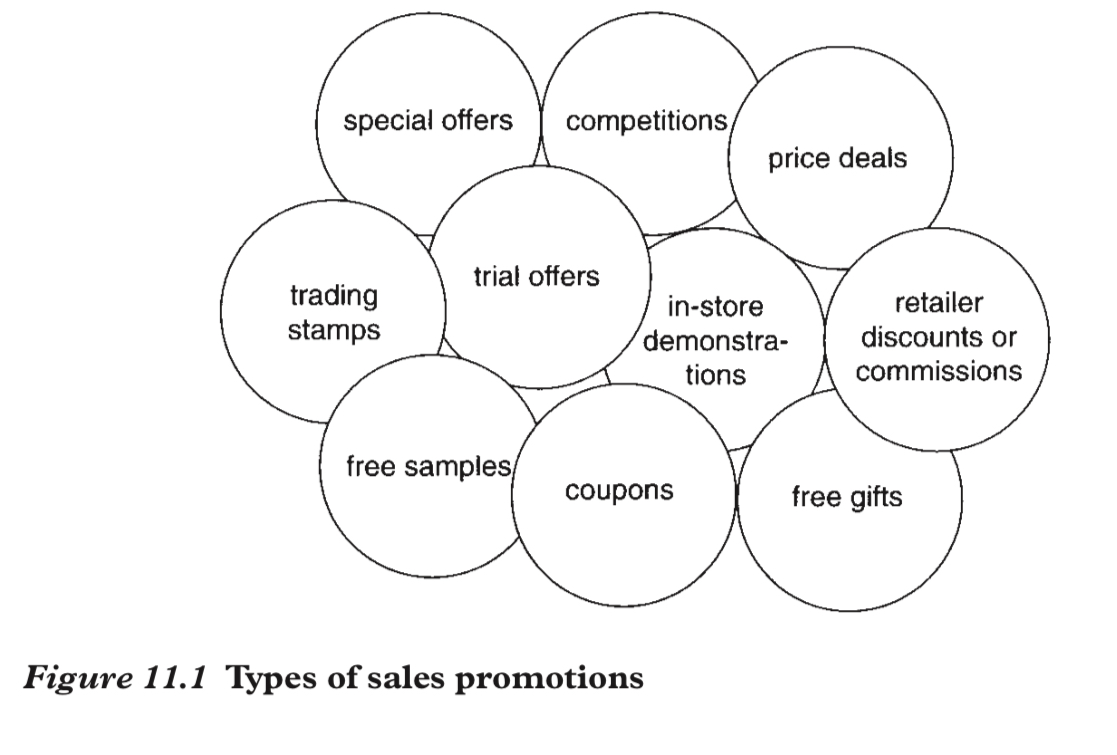 special offers
competitions
price deals
trial offers
trading
stamps
in-store
demonstra-
tions
retailer
discounts or
commissions
free samples
coupons
free gifts
Figure 11.1 Types of sales promotions